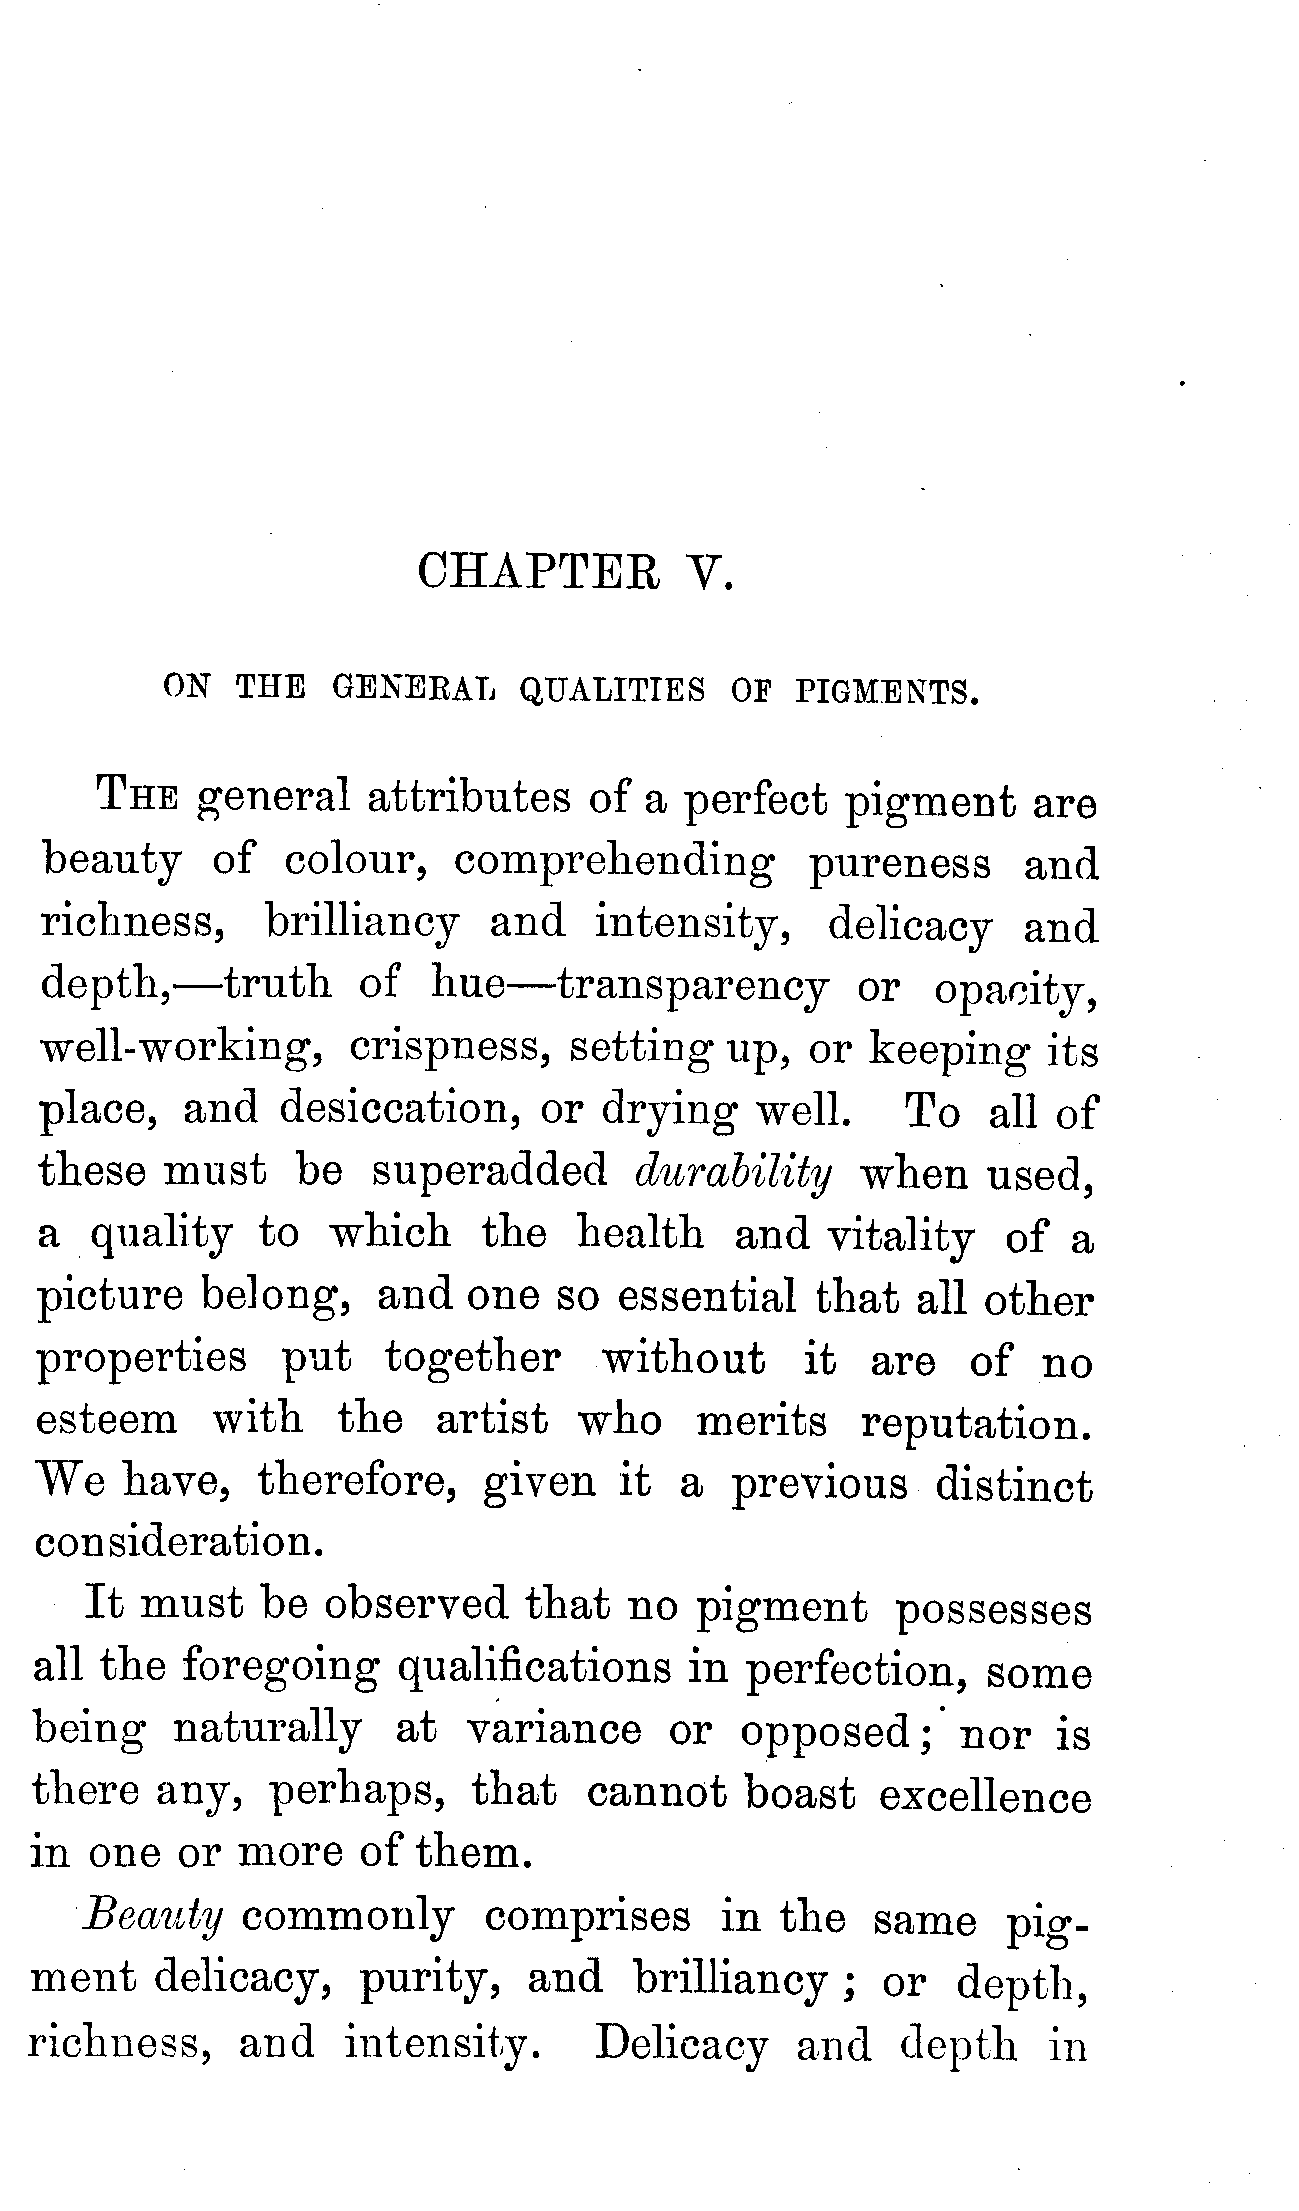 CHAPTER V.
ON THE GENERAL QUALITIES OF PIGMENTS.
THE general attributes of a perfect pigment are
beauty of colour, comprehending pureness and
richness, brilliancy and intensity, delicacy and
depth,—truth of hue—transparency or opacity,
well-working, crispness, setting up, or keeping its
place, and desiccation, or drying well. To all of
these must be superadded durability when used,
a quality to which the health and vitality of a
picture belong, and one so essential that all other
properties put together without it are of no
esteem with the artist who merits reputation.
We have, therefore, given it a previous distinct
consideration.
It must be observed that no pigment possesses
all the foregoing qualifications in perfection, some
being naturally at variance or opposed; nor is
there any, perhaps, that cannot boast excellence
in one or more of them.
Beauty commonly comprises in the same pig-
ment delicacy, purity, and brilliancy; or depth,
richness, and intensity. Delicacy and depth in